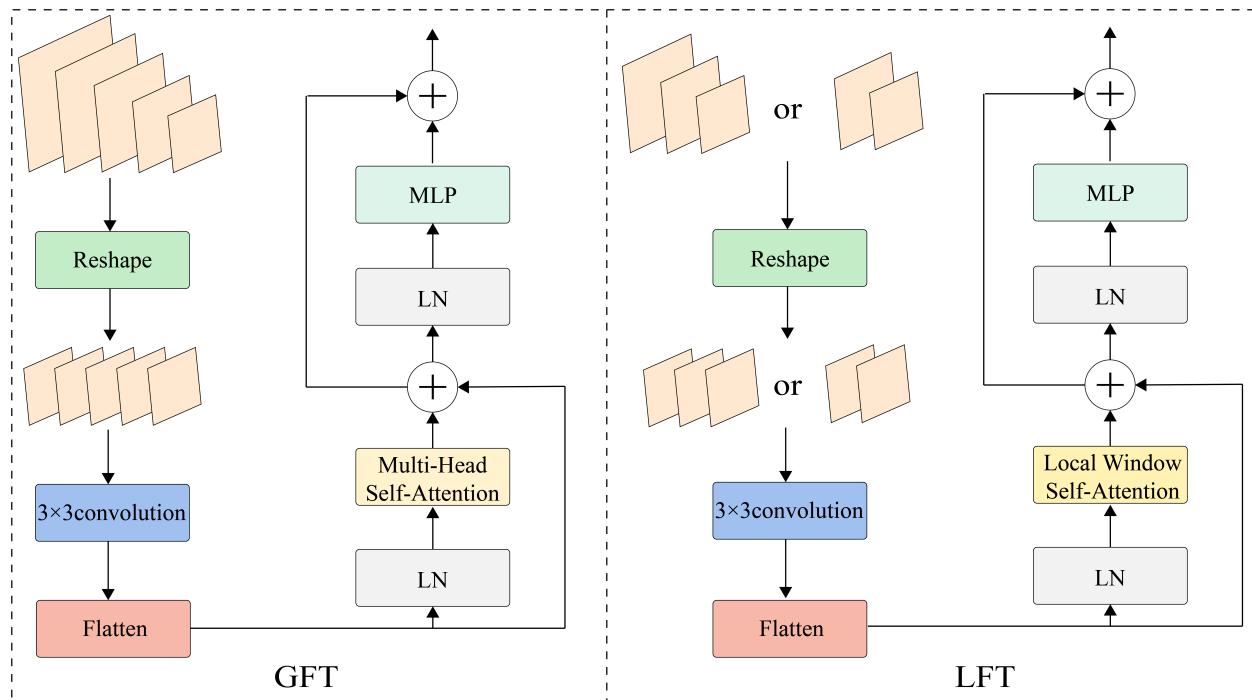 Reshape
3×3convolution
Flatten
MLP
LN
Multi-Head
Self-Attention
LN
GFT
or
Reshape
or
3×3convolution
Flatten
MLP
LN
Local Window
Self-Attention
LN
LFT